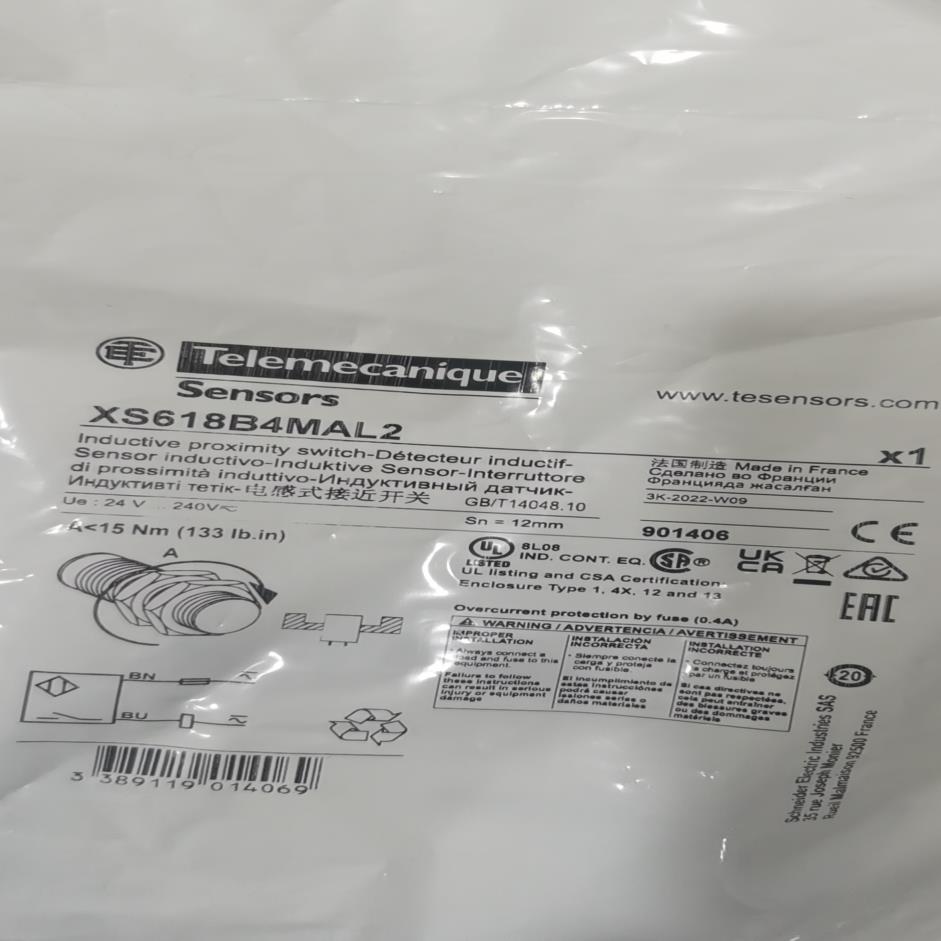 Telemecanique
Sensors
www.tesensors.com
XS618B4MAL2
x1
Inductive proximity switch-Détecteur inductif-
Sensor inductivo-Induktive Sensor-Interruttore
di prossimità induttivo-Индуктивный датчик-
Индуктивті тетік-电感式接近开关
GB/T14048.10
法国制造 Made in France
Сделано во Франции
Францияда жасалған
3K-2022-W09
Ue : 24 V ... 240V
Sn = 12mm
901406
CE
A<15 Nm (133 lb.in)
A
UL
LISTED
8L08
IND. CONT. EQ.
SA®
UK
CA
UL listing and CSA Certification
Enclosure Type 1, 4X, 12 and 13
EAC
Overcurrent protection by fuse (0.4A)
WARNING / ADVERTENCIA / AVERTISSEMENT
IMPROPER
INSTALLATION
- Always connect a
load and fuse to this
equipment.
Failure to follow
these instructions
can result in serious
injury or equipment
damage
INSTALACIÓN
INCORRECTA
- Siempre conecte la
carga y proteja
con fusible.
El incumplimiento de
estas instrucciones
podrá causar
lesiones serias o
daños materiales
INSTALLATION
INCORRECTE
- Connectez toujours
la charge et protégez
par un fusible
Si ces directives ne
sont pas respectées,
cela peut entraîner
des blessures graves
ou des dommages
matériels
BN
BU
20
Schneider Electric Industries SAS
35 rue Joseph Monier
Rueil Malmaison 92500 France
3 389119 014069